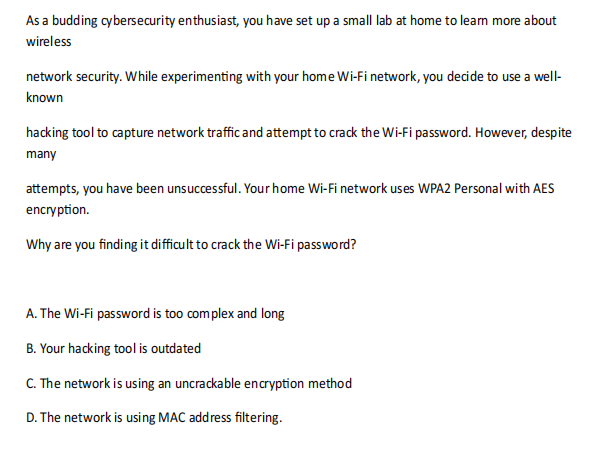 As a budding cybersecurity enthusiast, you have set up a small lab at home to learn more about
wireless
network security. While experimenting with your home Wi-Fi network, you decide to use a well-
known
hacking tool to capture network traffic and attempt to crack the Wi-Fi password. However, despite
many
attempts, you have been unsuccessful. Your home Wi-Fi network uses WPA2 Personal with AES
encryption.
Why are you finding it difficult to crack the Wi-Fi password?
A. The Wi-Fi password is too complex and long
B. Your hacking tool is outdated
C. The network is using an uncrackable encryption method
D. The network is using MAC address filtering.